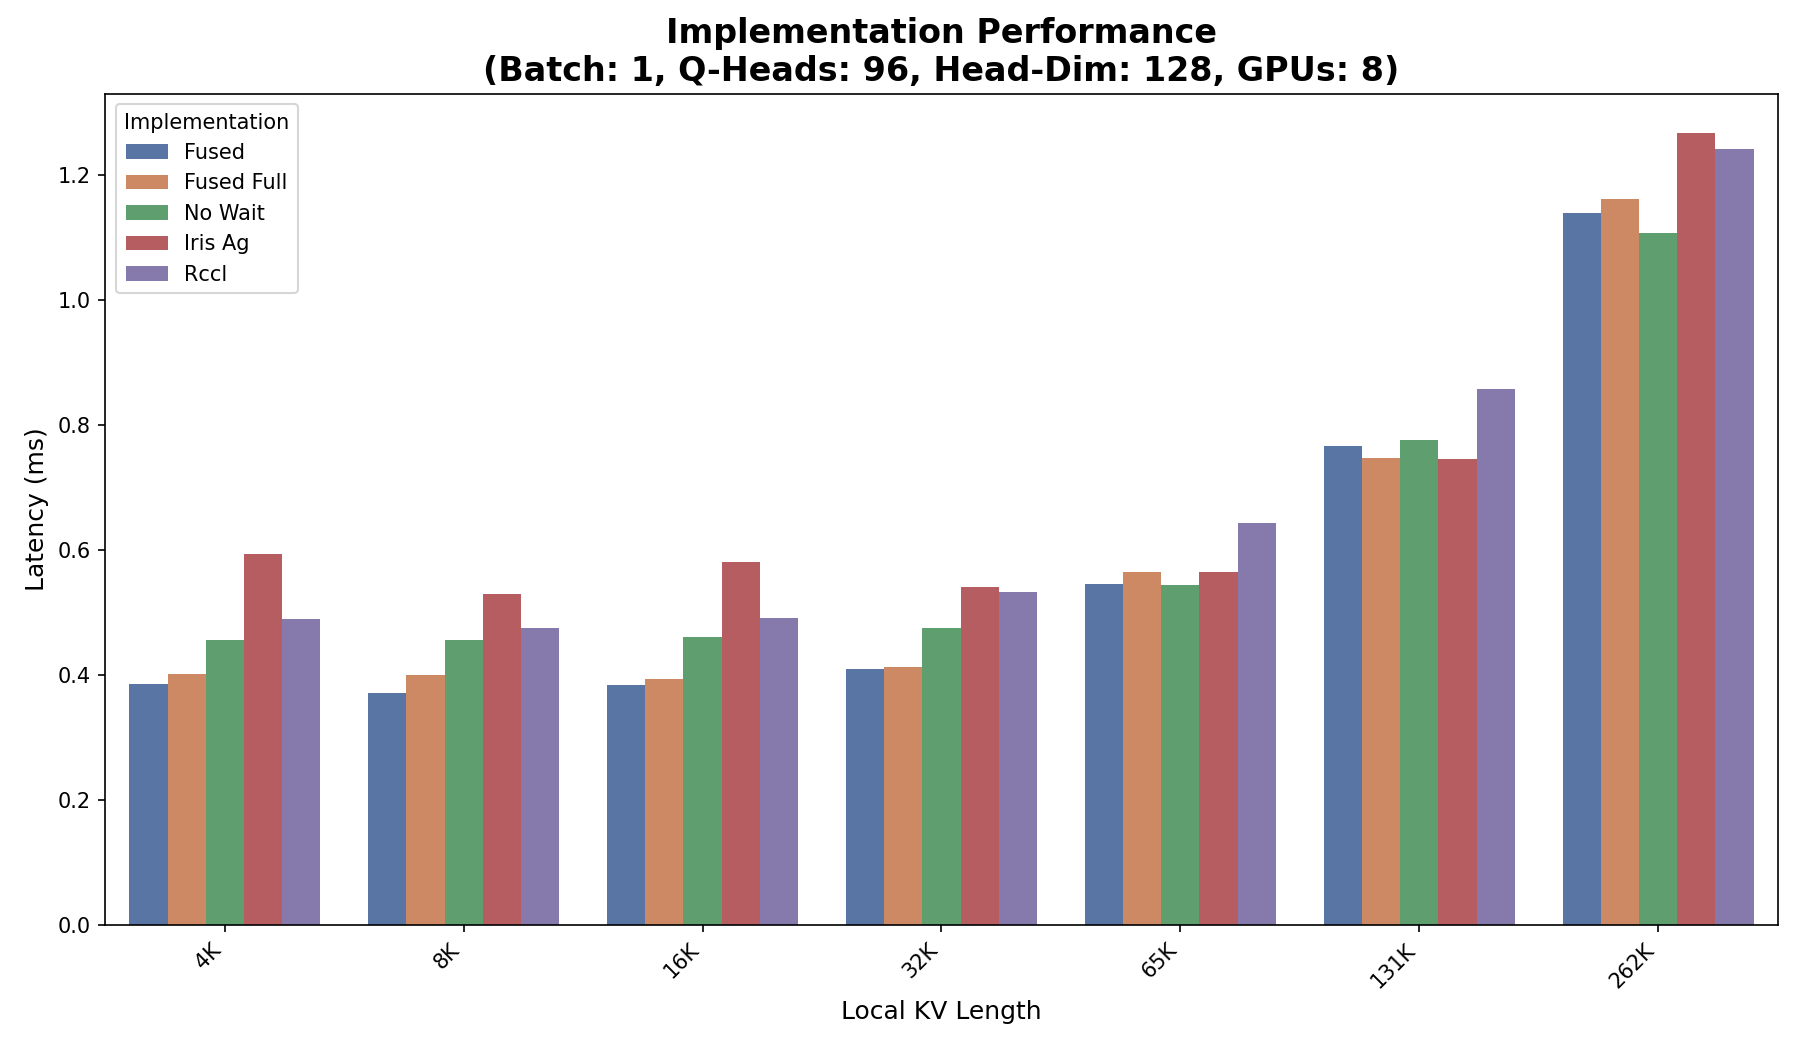 Implementation Performance
(Batch: 1, Q-Heads: 96, Head-Dim: 128, GPUs: 8)
Implementation
Fused
Fused Full
No Wait
Iris Ag
Rccl
Latency (ms)
1.2
1.0
0.8
0.6
0.4
0.2
0.0
4K
8K
16K
32K
65K
131K
262K
Local KV Length